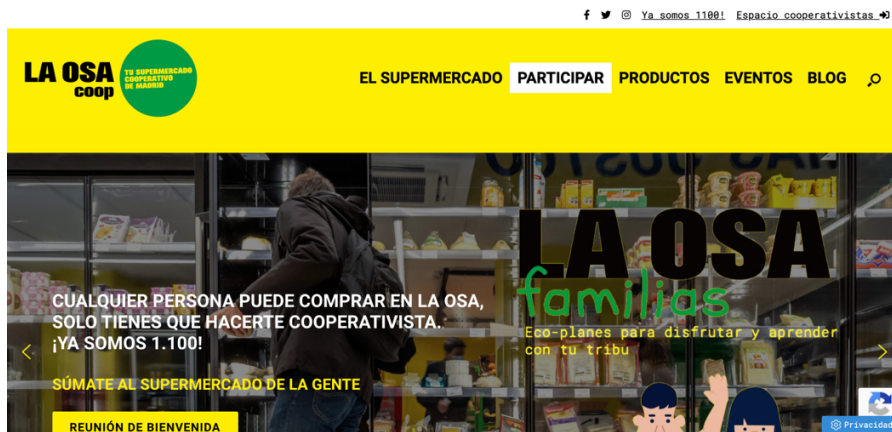 Ya somos 1100! Espacio cooperativistas
LA OSA
coop
TU SUPERMERCADO
COOPERATIVO
DE MADRID
EL SUPERMERCADO PARTICIPAR PRODUCTOS EVENTOS BLOG
LA OSA
familias
Eco-planes para disfrutar y aprender
con tu tribu
CUALQUIER PERSONA PUEDE COMPRAR EN LA OSA,
SOLO TIENES QUE HACERTE COOPERATIVISTA.
¡YA SOMOS 1.100!
SÚMATE AL SUPERMERCADO DE LA GENTE
REUNIÓN DE BIENVENIDA
Privacidad